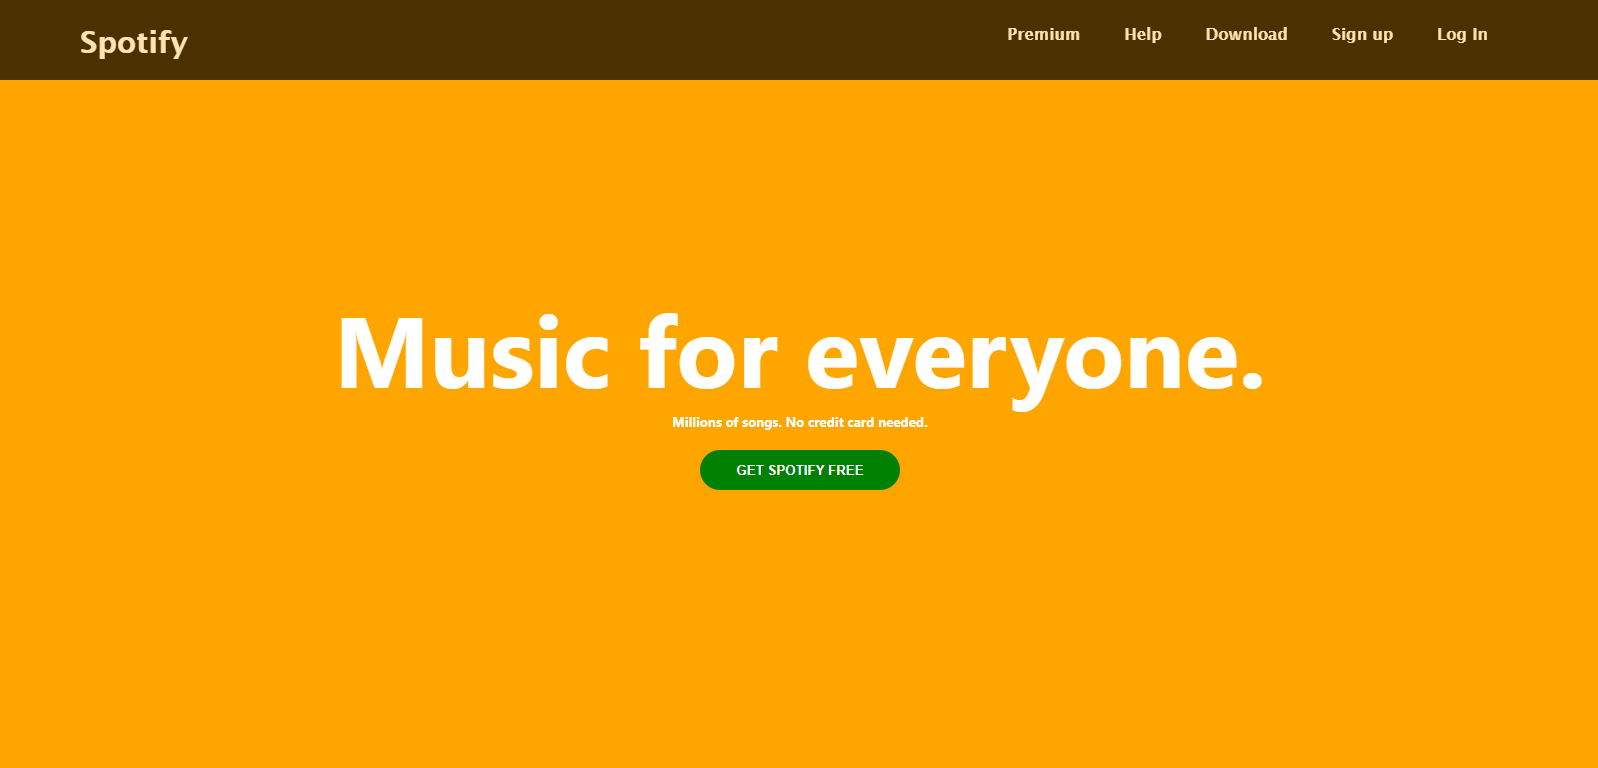 Spotify
Premium Help Download Sign up Log In
Music for everyone.
Millions of songs. No credit card needed.
GET SPOTIFY FREE